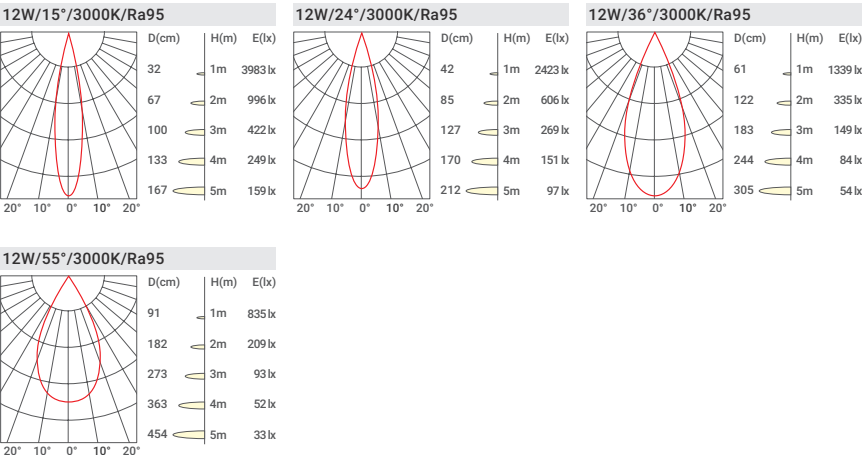 12W/15°/3000K/Ra95
D(cm) H(m) E(lx)
32 1m 3983 lx
67 2m 996 lx
100 3m 422 lx
133 4m 249 lx
167 5m 159 lx
20° 10° 0° 10° 20°
12W/24°/3000K/Ra95
D(cm) H(m) E(lx)
42 1m 2423 lx
85 2m 606 lx
127 3m 269 lx
170 4m 151 lx
212 5m 97 lx
20° 10° 0° 10° 20°
12W/36°/3000K/Ra95
D(cm) H(m) E(lx)
61 1m 1339 lx
122 2m 335 lx
183 3m 149 lx
244 4m 84 lx
305 5m 54 lx
20° 10° 0° 10° 20°
12W/55°/3000K/Ra95
D(cm) H(m) E(lx)
91 1m 835 lx
182 2m 209 lx
273 3m 93 lx
363 4m 52 lx
454 5m 33 lx
20° 10° 0° 10° 20°